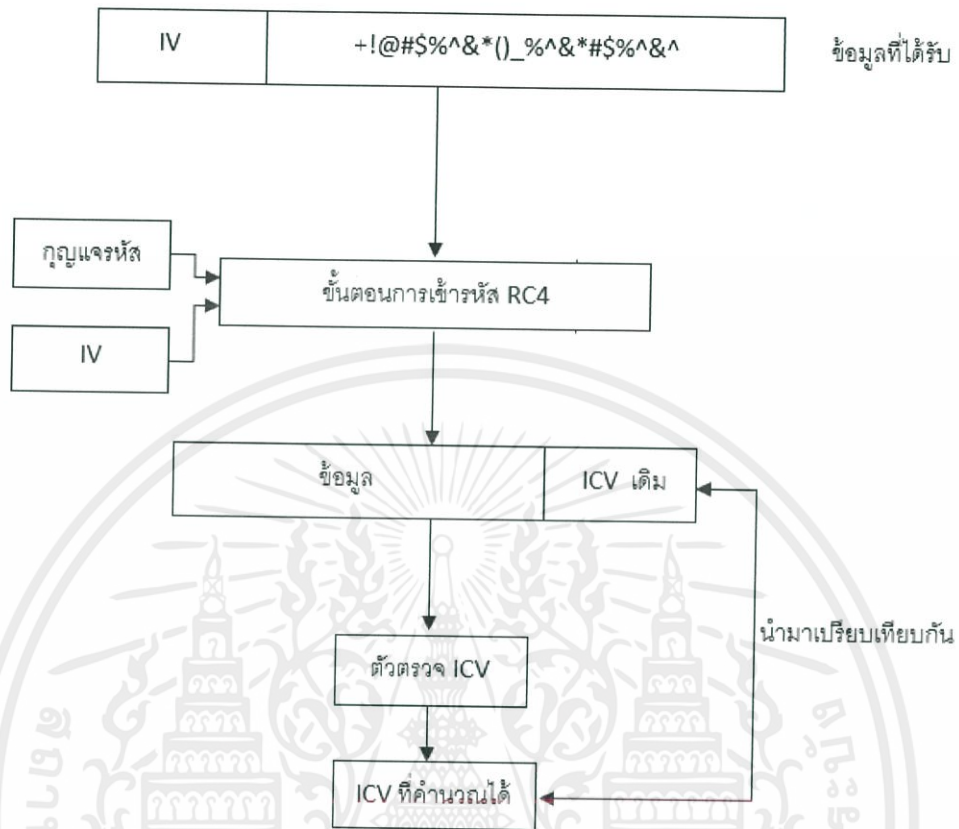 IV
+!@#$%^&*()_%^&*#$%^&^
ข้อมูลที่ได้รับ
กุญแจรหัส
IV
ขั้นตอนการเข้ารหัส RC4
ข้อมูล
ICV เดิม
นำมาเปรียบเทียบกัน
ตัวตรวจ ICV
ICV ที่คำนวณได้